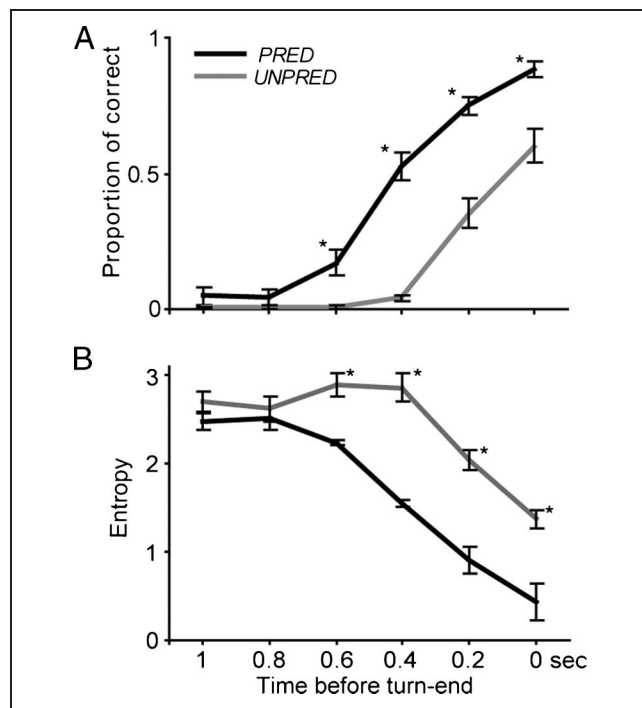 A
1
PRED
UNPRED
*
*
*
*
Proportion of correct
0.5
0
B
3
*
*
2
*
*
Entropy
1
0
1 0.8 0.6 0.4 0.2 0 sec
Time before turn-end